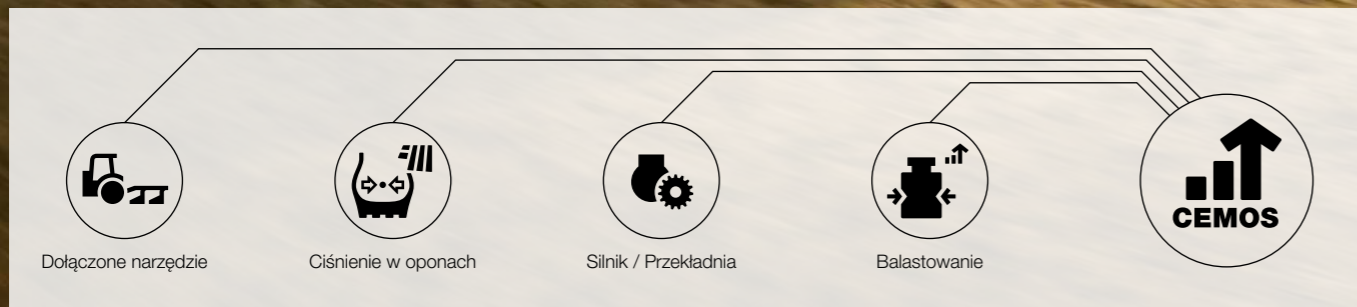 Dołączone narzędzie
Ciśnienie w oponach
Silnik / Przekładnia
Balastowanie
CEMOS